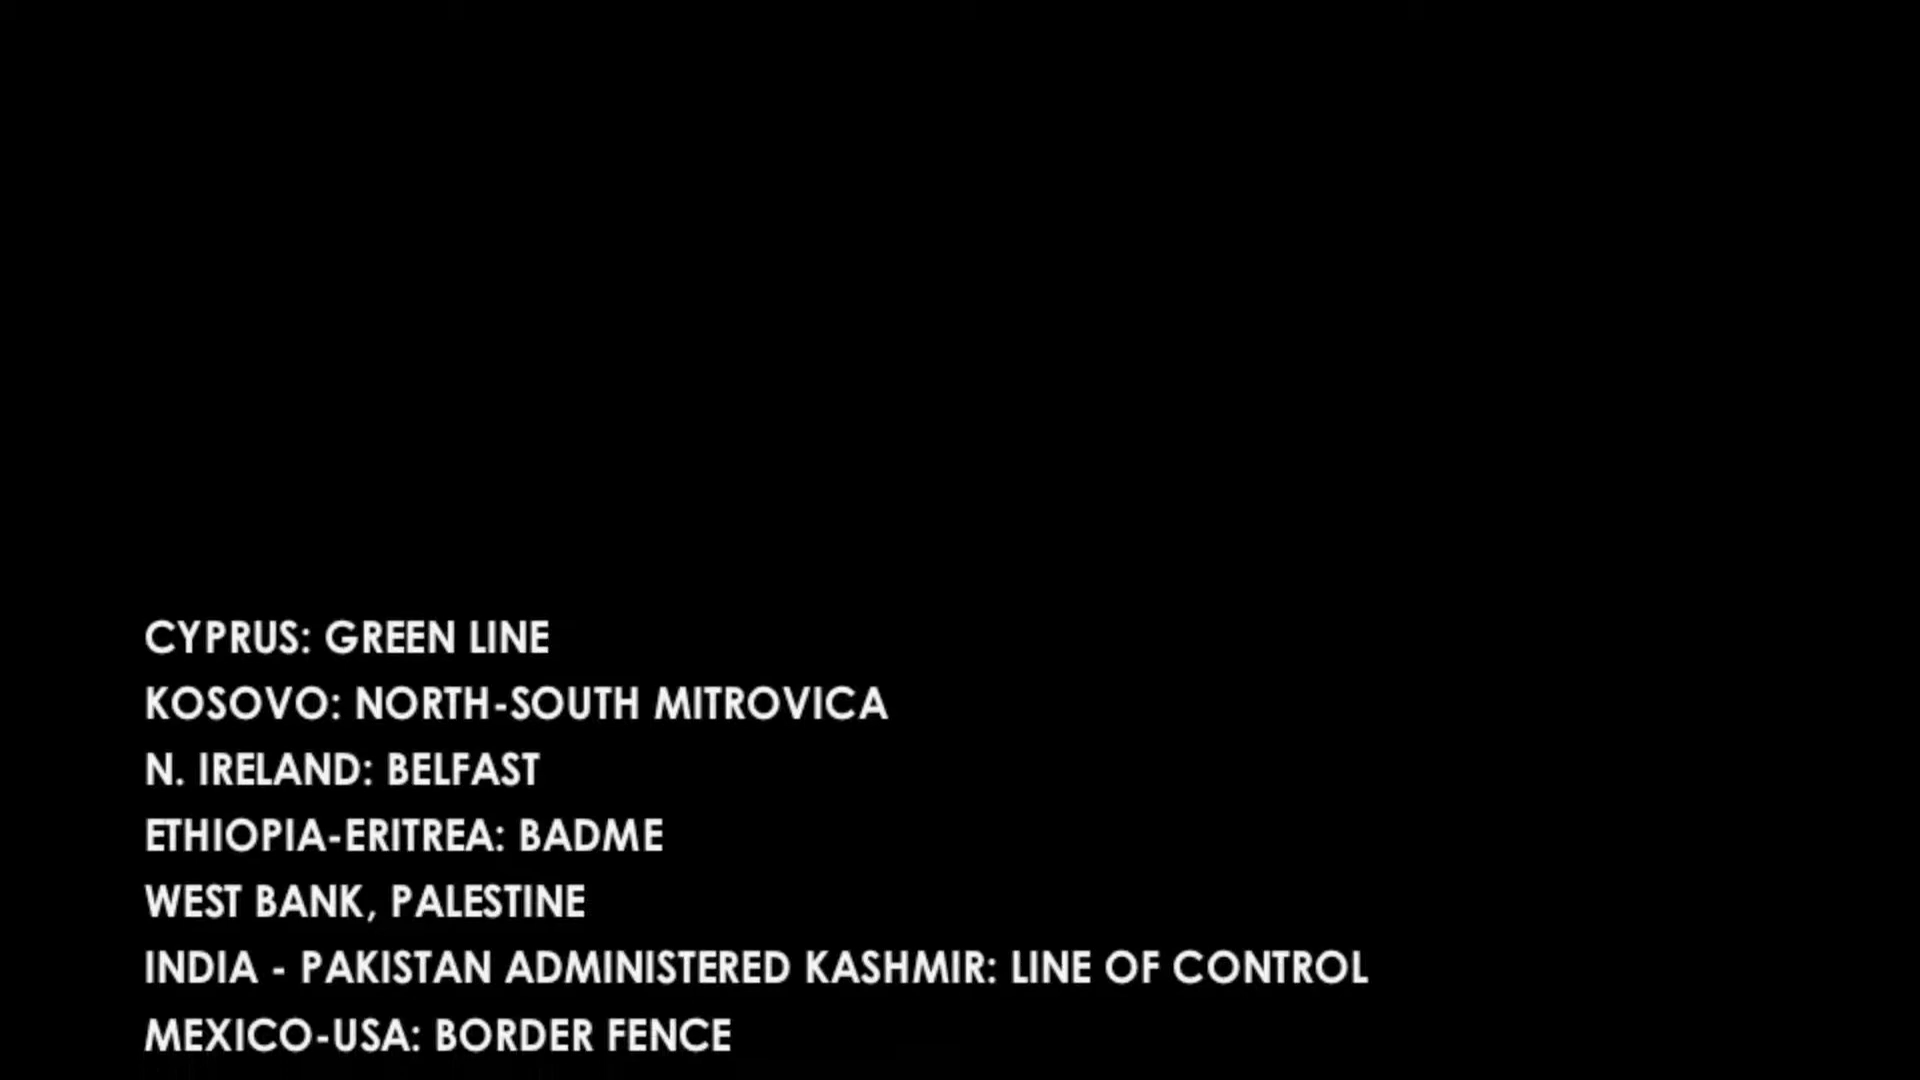 CYPRUS: GREEN LINE
KOSOVO: NORTH-SOUTH MITROVICA
N. IRELAND: BELFAST
ETHIOPIA-ERITREA: BADME
WEST BANK, PALESTINE
INDIA - PAKISTAN ADMINISTERED KASHMIR: LINE OF CONTROL
MEXICO-USA: BORDER FENCE